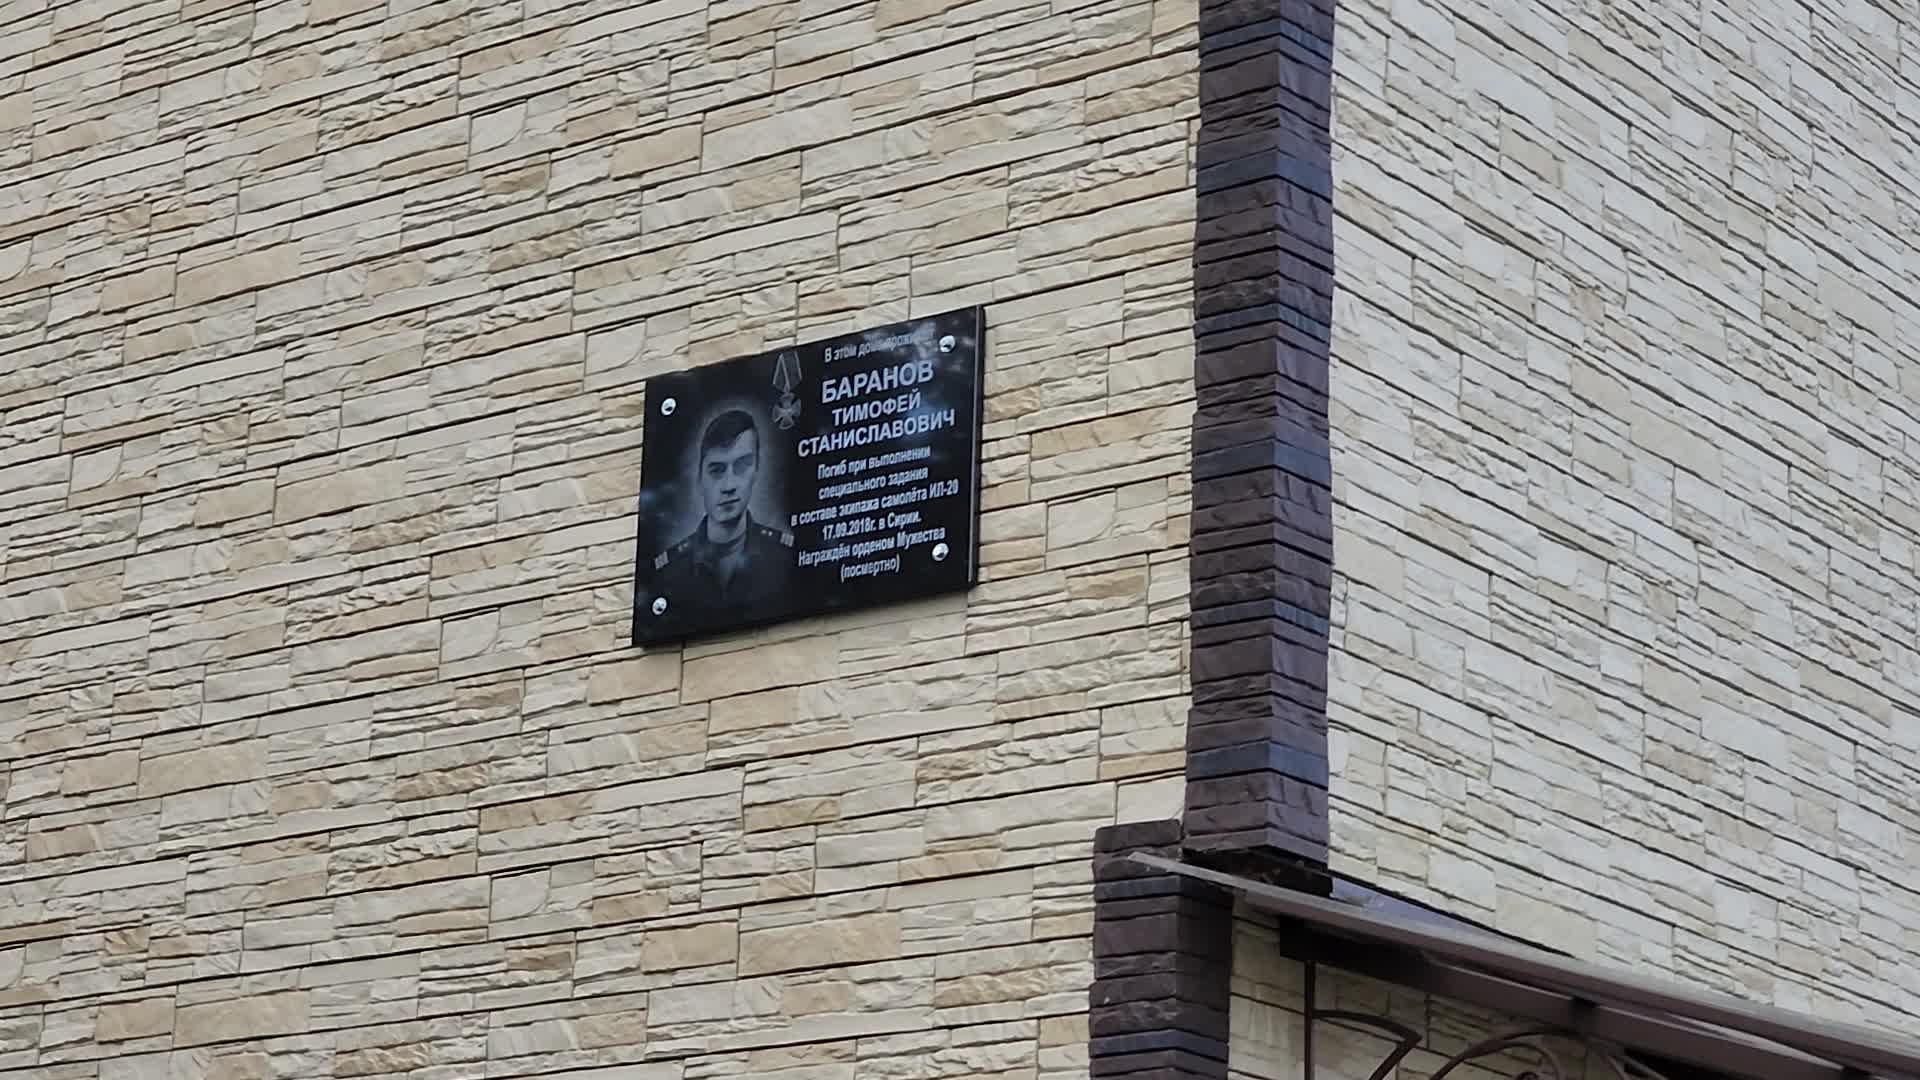 В этом доме прожи
БАРАНОВ
ТИМОФЕЙ
СТАНИСЛАВОВИЧ
Погиб при выполнении
специального задания
в составе экипажа самолёта ИЛ-20
17.09.2018г. в Сирии.
Награждён орденом Мужества
(посмертно)